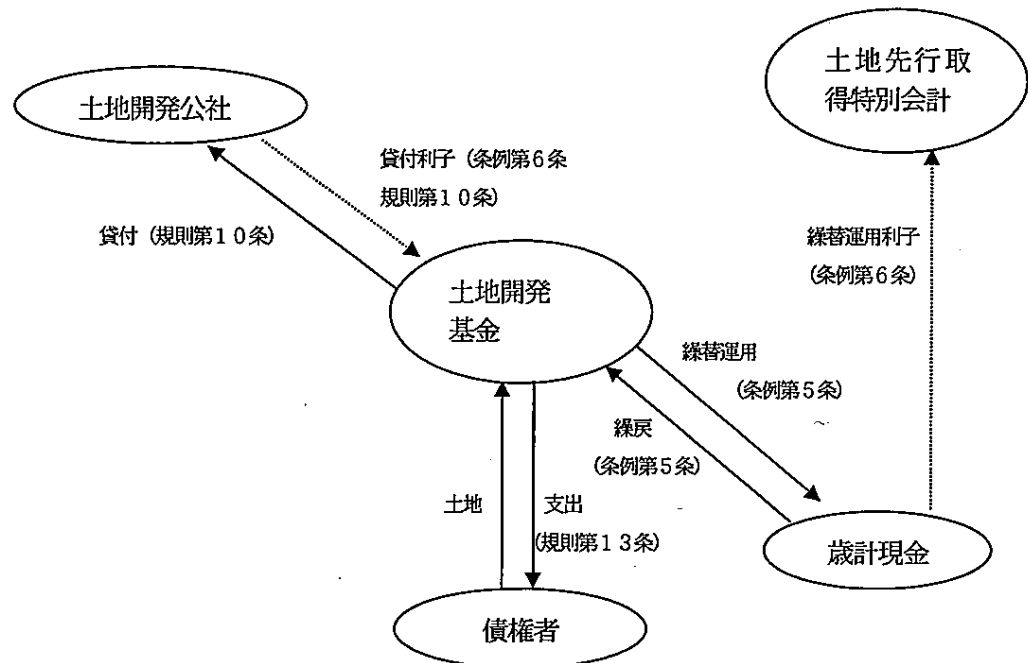 土地先行取
得特別会計
土地開発公社
貸付利子（条例第６条
規則第１０条）
貸付（規則第１０条）
繰替運用利子
（条例第６条）
土地開発
基金
繰替運用
（条例第５条）
繰戻
（条例第５条）
土地
支出
（規則第１３条）
歳計現金
債権者